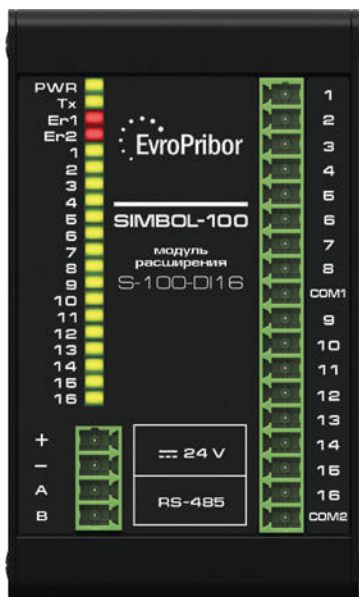 PWR
Tx
Er1
Er2
1
2
3
4
5
6
7
8
9
10
11
12
13
14
15
16
EvroPribor
SIMBOL-100
модуль
расширения
S-100-DI16
1
2
3
4
5
6
7
8
COM1
9
10
11
12
13
14
15
16
COM2
+
−
A
B
24 V
RS-485